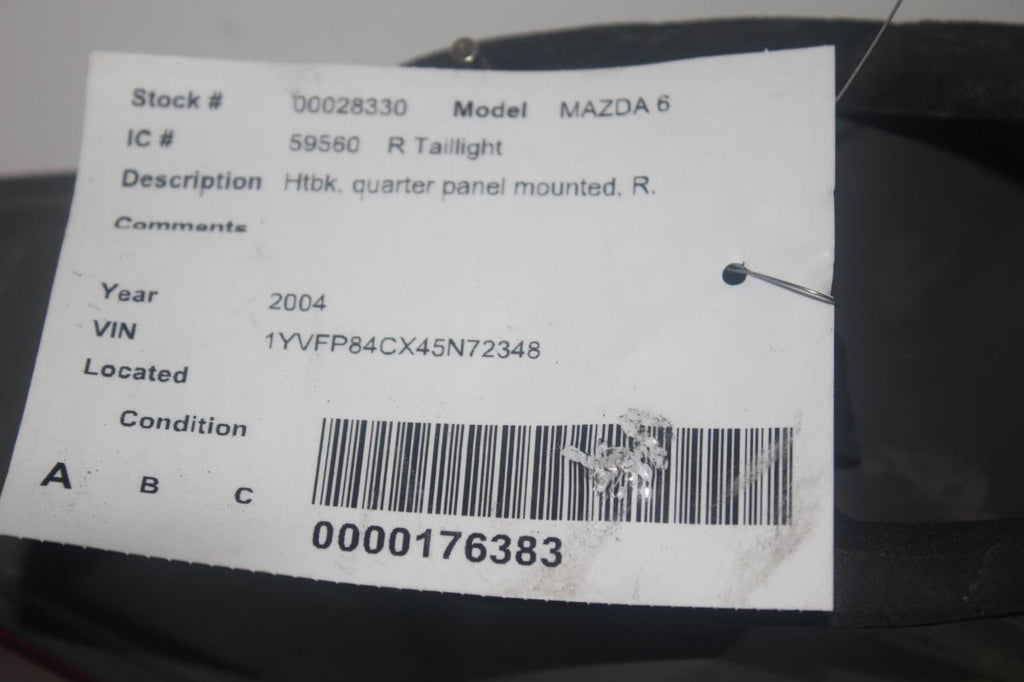 Stock # 00028330 Model MAZDA 6
IC # 59560 R Taillight
Description Htbk, quarter panel mounted, R.
Comments
Year 2004
VIN 1YVFP84CX45N72348
Located
Condition
A B C
0000176383